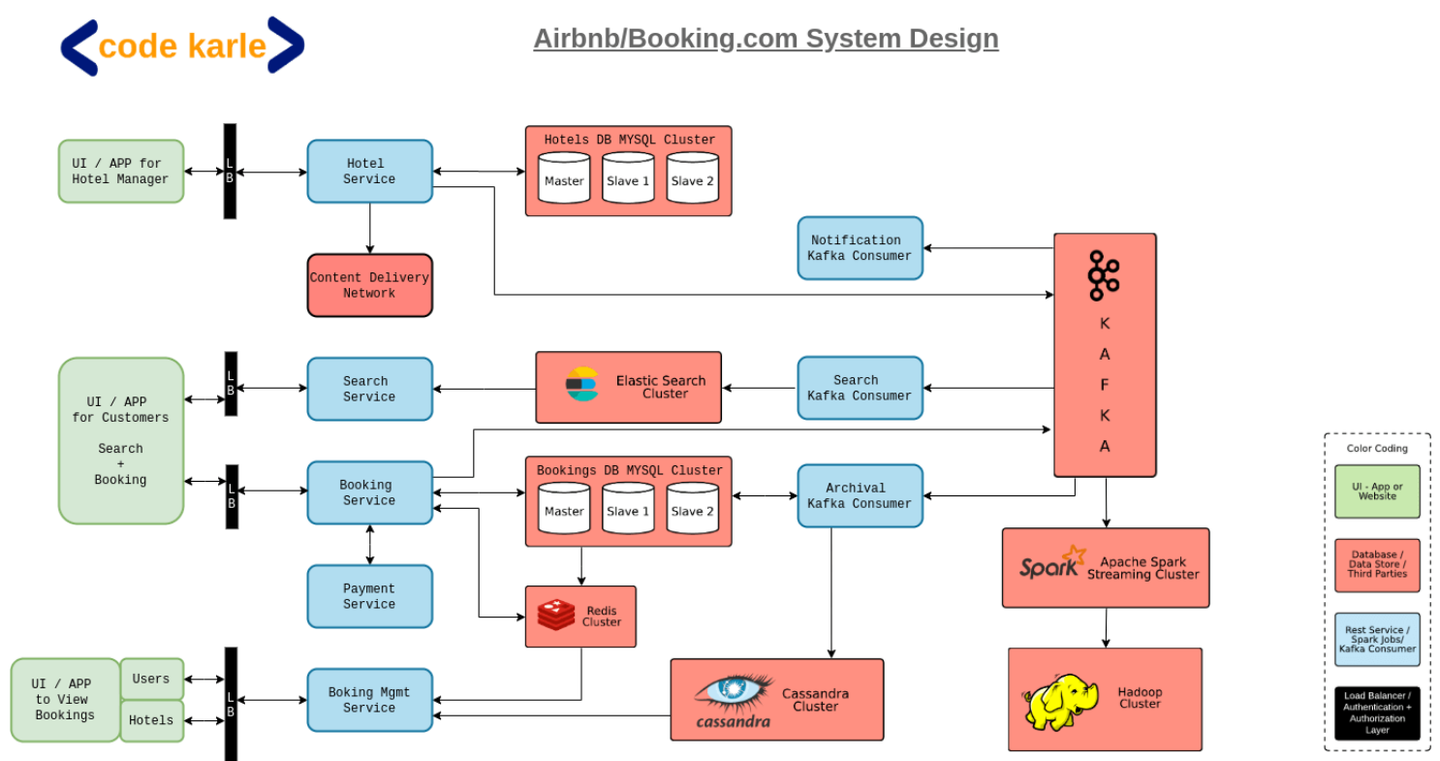 code karle
Airbnb/Booking.com System Design
UI / APP for
Hotel Manager
L
B
Hotel
Service
Hotels DB MYSQL Cluster
Master
Slave 1
Slave 2
Content Delivery
Network
Notification
Kafka Consumer
K
A
F
K
A
UI / APP
for Customers
Search
+
Booking
L
B
Search
Service
Elastic Search
Cluster
Search
Kafka Consumer
L
B
Booking
Service
Bookings DB MYSQL Cluster
Master
Slave 1
Slave 2
Archival
Kafka Consumer
Payment
Service
Redis
Cluster
Spark
Apache Spark
Streaming Cluster
UI / APP
to View
Bookings
Users
Hotels
L
B
Boking Mgmt
Service
cassandra
Cassandra
Cluster
Hadoop
Cluster
Color Coding
UI - App or
Website
Database /
Data Store /
Third Parties
Rest Service /
Spark Jobs/
Kafka Consumer
Load Balancer /
Authentication +
Authorization
Layer